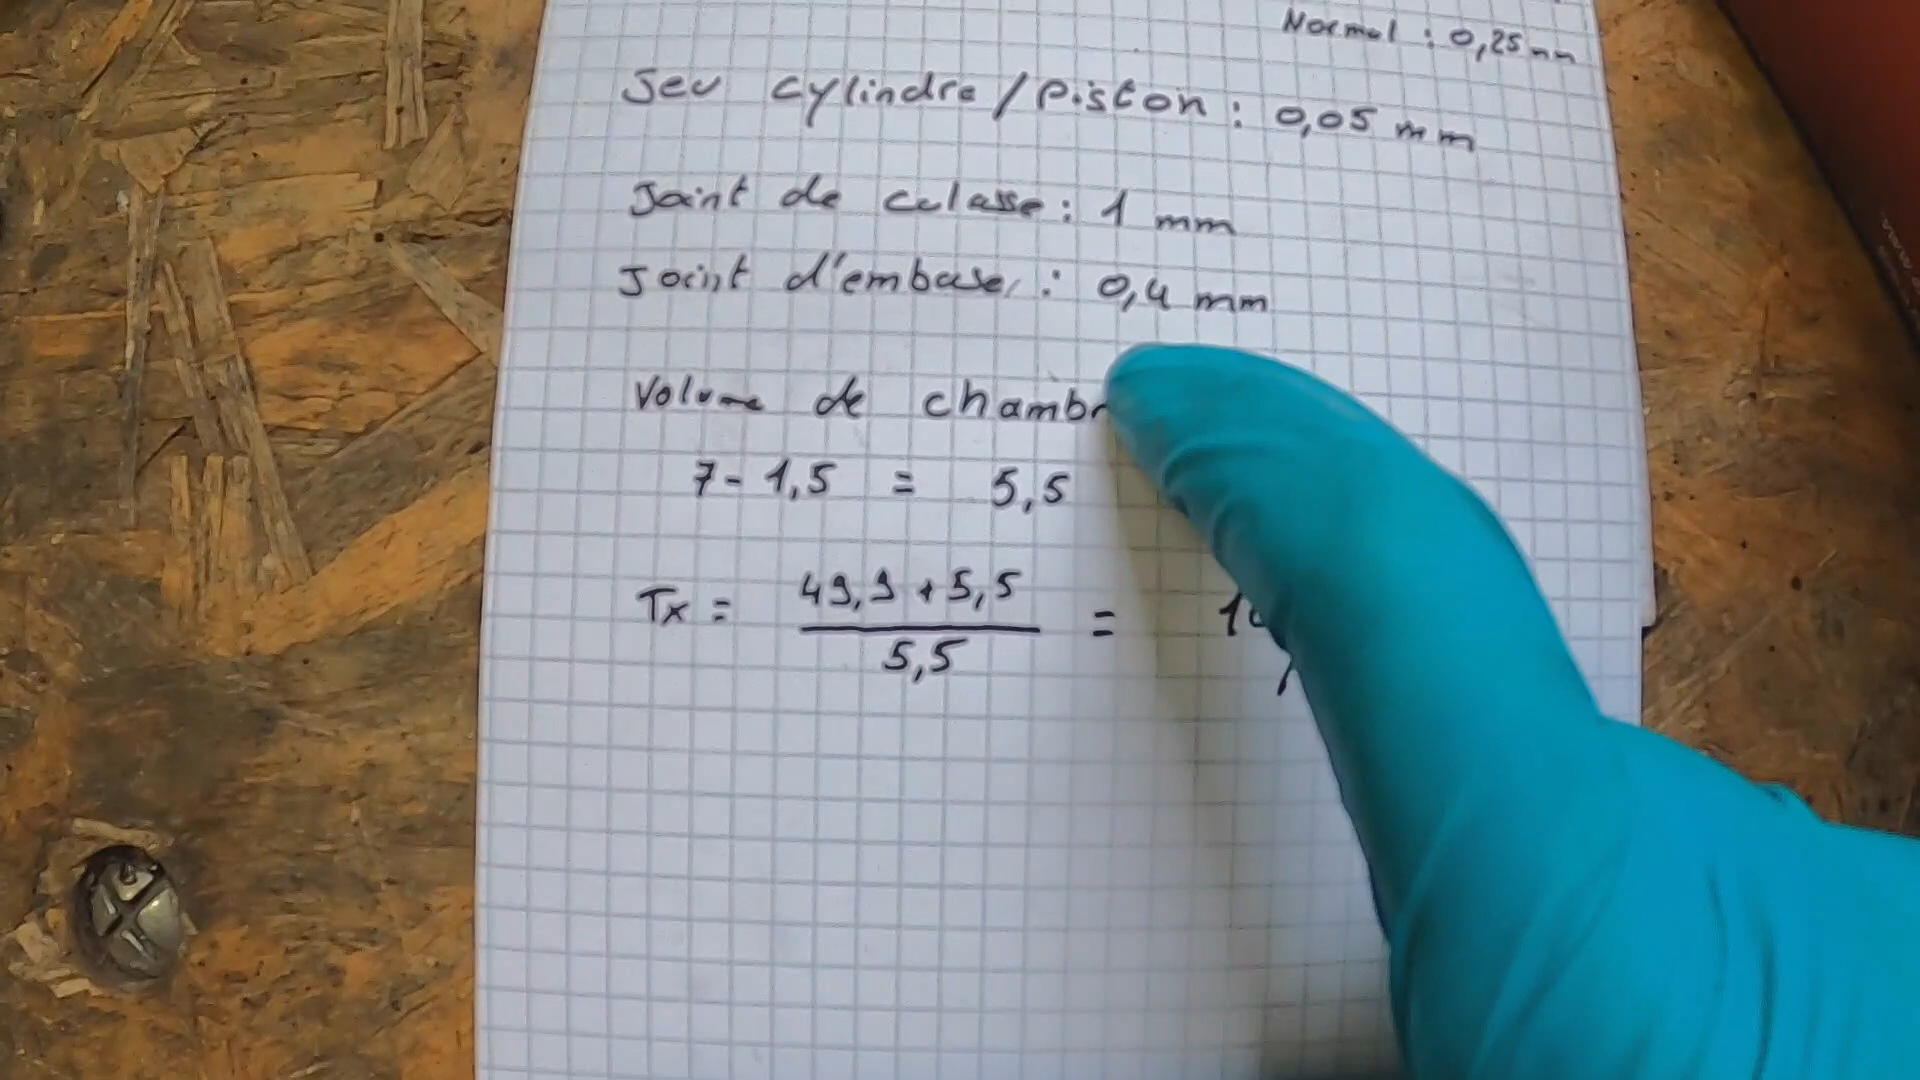 Normal : 0,25 mm
Jeu cylindre / Piston : 0,05 mm
Joint de culasse : 1 mm
Joint d'embase : 0,4 mm
Volume de chambr
7 - 1,5 = 5,5
Tx = 49,9 + 5,5 / 5,5 =